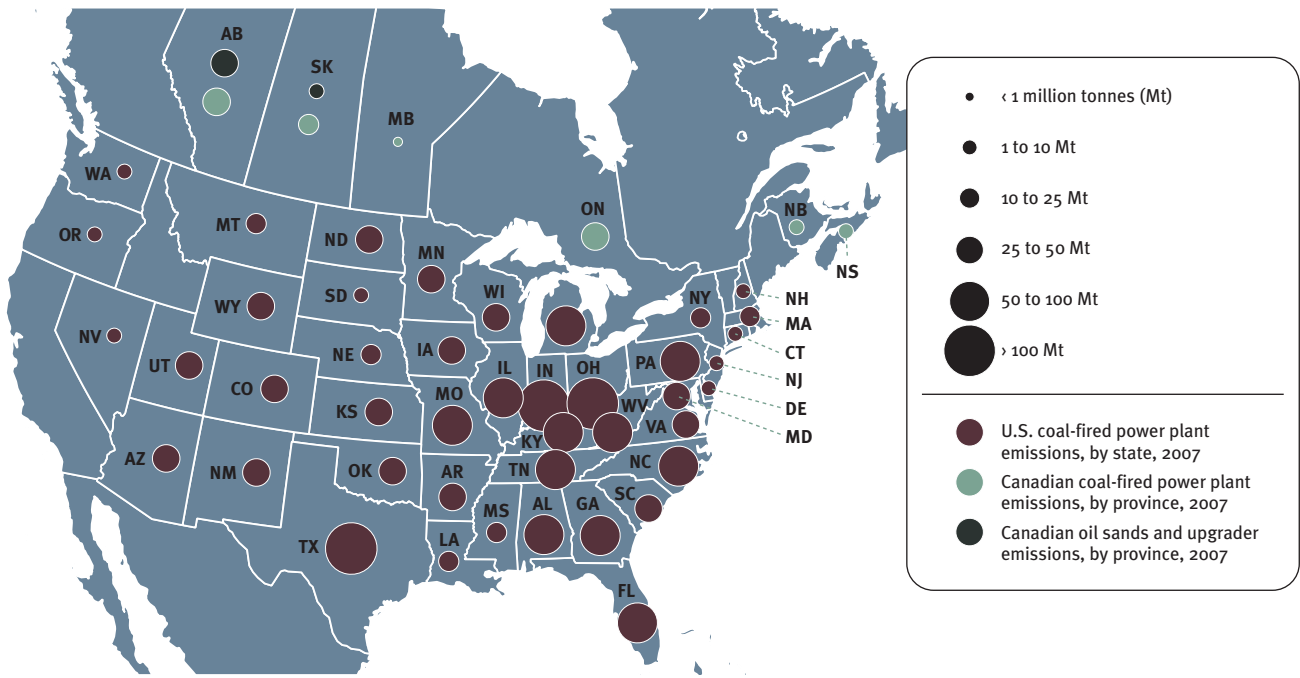 AB
SK
MB
WA
ON
NB
OR
MT
ND
MN
NS
WI
NY
NH
WY
SD
MA
NV
UT
NE
IA
CT
PA
CO
IL
IN
OH
NJ
MO
KS
WV
DE
VA
KY
MD
AZ
NM
OK
TN
NC
AR
SC
MS
AL
GA
TX
LA
FL
< 1 million tonnes (Mt)
1 to 10 Mt
10 to 25 Mt
25 to 50 Mt
50 to 100 Mt
> 100 Mt
U.S. coal-fired power plant
emissions, by state, 2007
Canadian coal-fired power plant
emissions, by province, 2007
Canadian oil sands and upgrader
emissions, by province, 2007